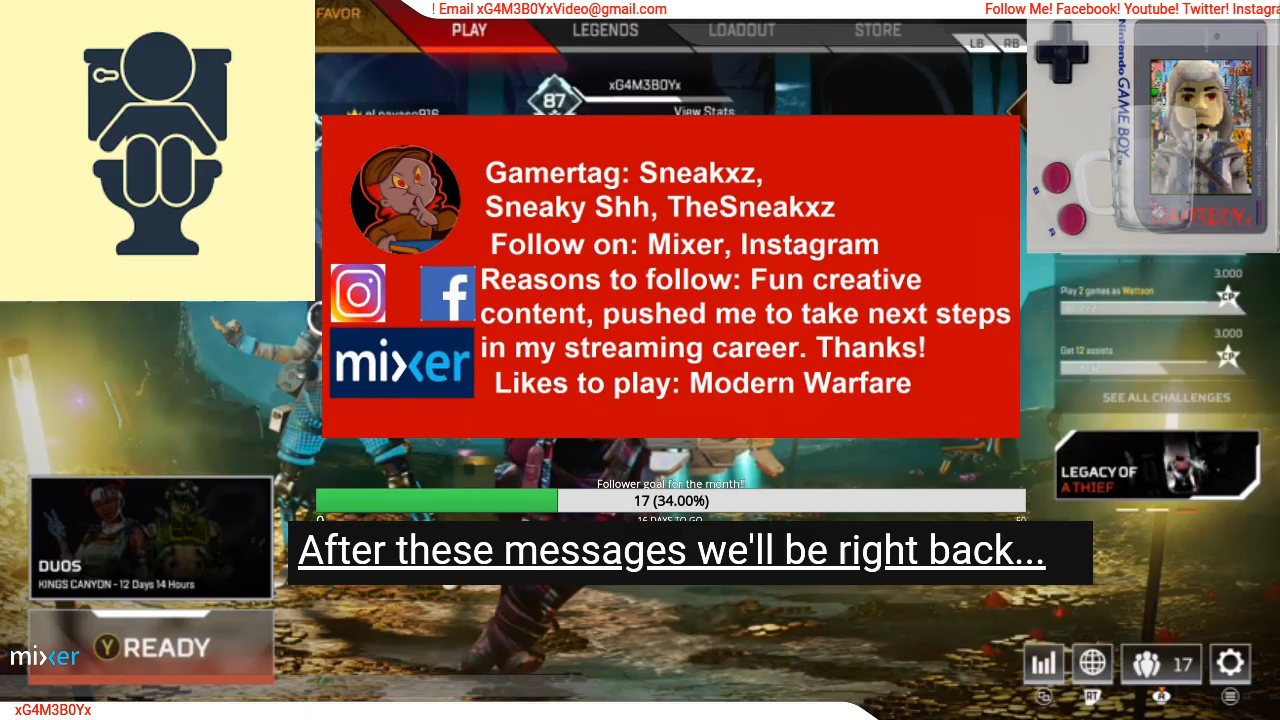 ! Email xG4M3B0YxVideo@gmail.com
Follow Me! Facebook! Youtube! Twitter! Instagra
FAVOR
PLAY
LEGENDS
LOADOUT
STORE
LB
RB
87
xG4M3B0Yx
View Stats
Nintendo GAME BOY
Gamertag: Sneakxz,
Sneaky Shh, TheSneakxz
Follow on: Mixer, Instagram
Reasons to follow: Fun creative
content, pushed me to take next steps
in my streaming career. Thanks!
Likes to play: Modern Warfare
mixer
3,000
Play 2 games as Wattson
CP
3,000
Get 12 assists
CP
SEE ALL CHALLENGES
LEGACY OF
A THIEF
Follower goal for the month!!
17 (34.00%)
0
16 DAYS TO GO
50
After these messages we'll be right back...
DUOS
KINGS CANYON - 12 Days 14 Hours
Y READY
mixer
17
RT
xG4M3B0Yx